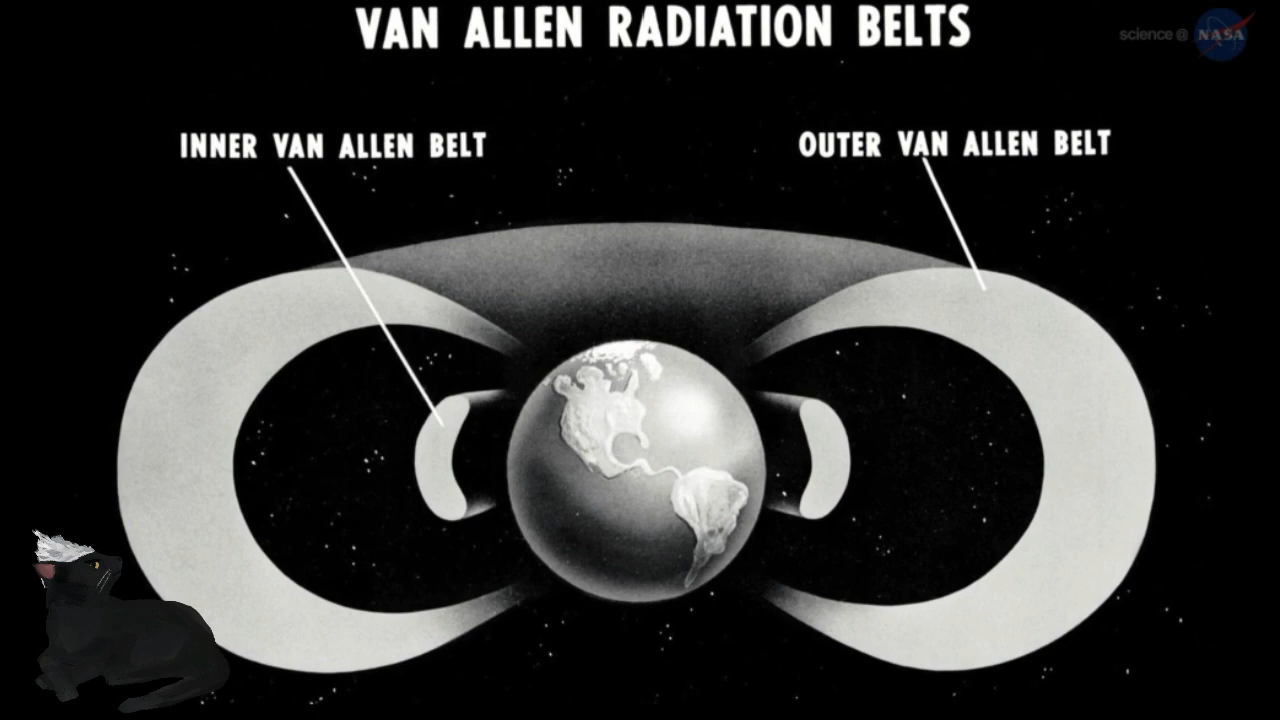 VAN ALLEN RADIATION BELTS
science @ NASA
INNER VAN ALLEN BELT
OUTER VAN ALLEN BELT